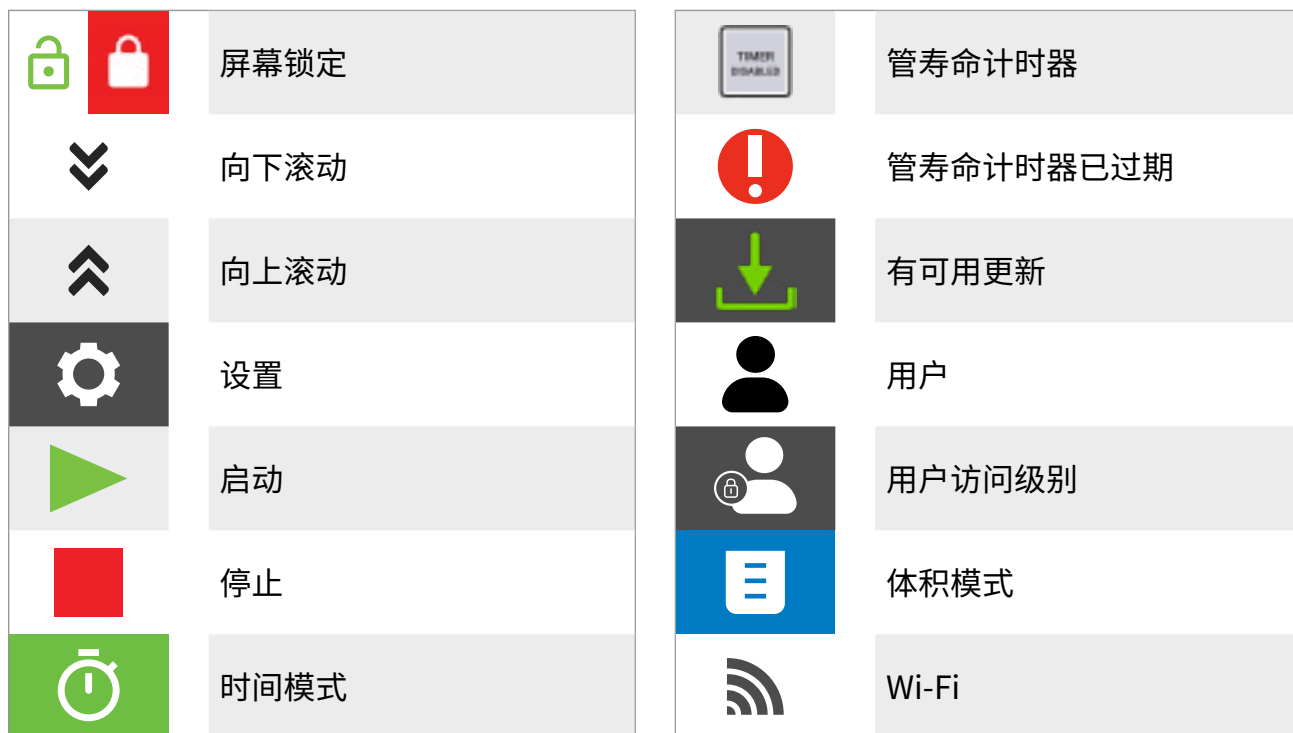 屏幕锁定
向下滚动
向上滚动
设置
启动
停止
时间模式
TIMER
DISABLED
管寿命计时器
管寿命计时器已过期
有可用更新
用户
用户访问级别
体积模式
Wi-Fi